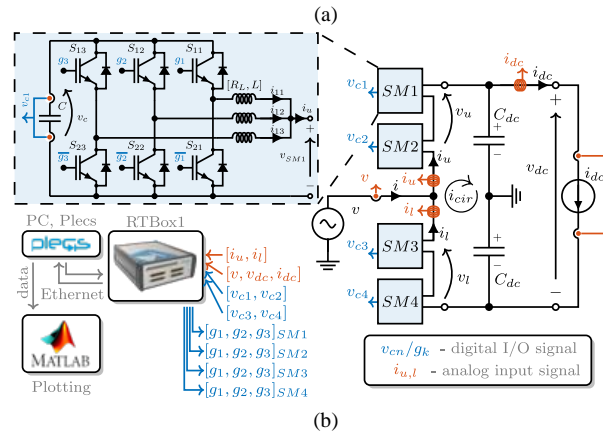 (a)
S13 S12 S11
g3 g2 g1
[RL, L]
i11
i12
i13
iu
vc1
C
vc
+
vSM1
−
S23 S22 S21
g3 g2 g1
PC, Plecs
plecs
RTBox1
data
Ethernet
MATLAB
Plotting
[iu, il]
[v, vdc, idc]
[vc1, vc2]
[vc3, vc4]
[g1, g2, g3]SM1
[g1, g2, g3]SM2
[g1, g2, g3]SM3
[g1, g2, g3]SM4
vc1 SM1
vc2 SM2
vc3 SM3
vc4 SM4
vu
iu
iu
v
i
v
il
il
vl
icir
idc
idc
Cdc
+
−
Cdc
+
−
+
vdc
−
idc
vcn/gk - digital I/O signal
iu,l - analog input signal
(b)